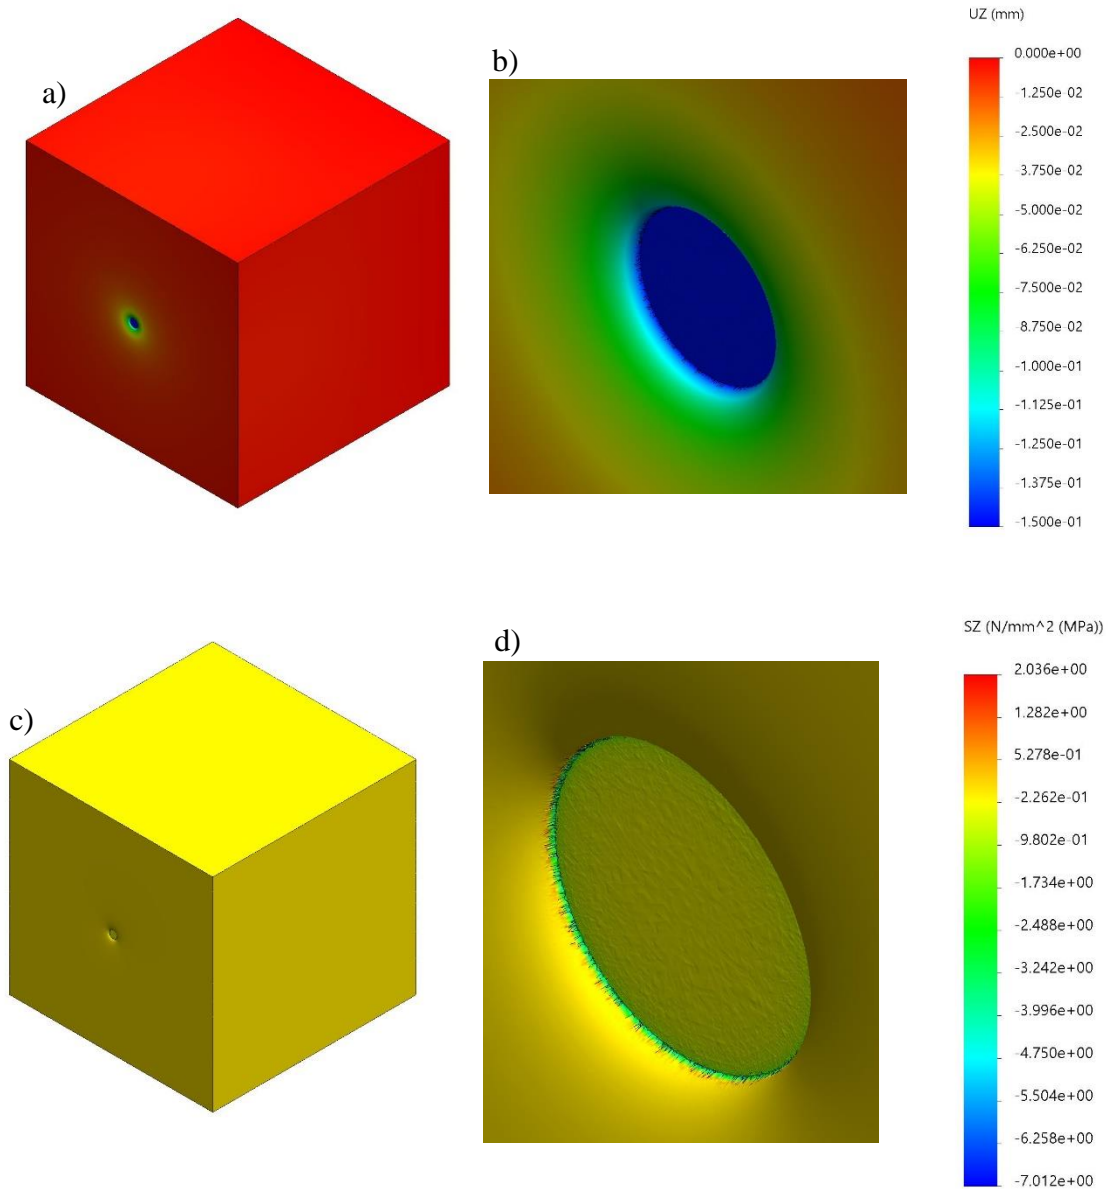 UZ (mm)
a)
b)
0.000e+00
-1.250e-02
-2.500e-02
-3.750e-02
-5.000e-02
-6.250e-02
-7.500e-02
-8.750e-02
-1.000e-01
-1.125e-01
-1.250e-01
-1.375e-01
-1.500e-01
c)
d)
SZ (N/mm^2 (MPa))
2.036e+00
1.282e+00
5.278e-01
-2.262e-01
-9.802e-01
-1.734e+00
-2.488e+00
-3.242e+00
-3.996e+00
-4.750e+00
-5.504e+00
-6.258e+00
-7.012e+00